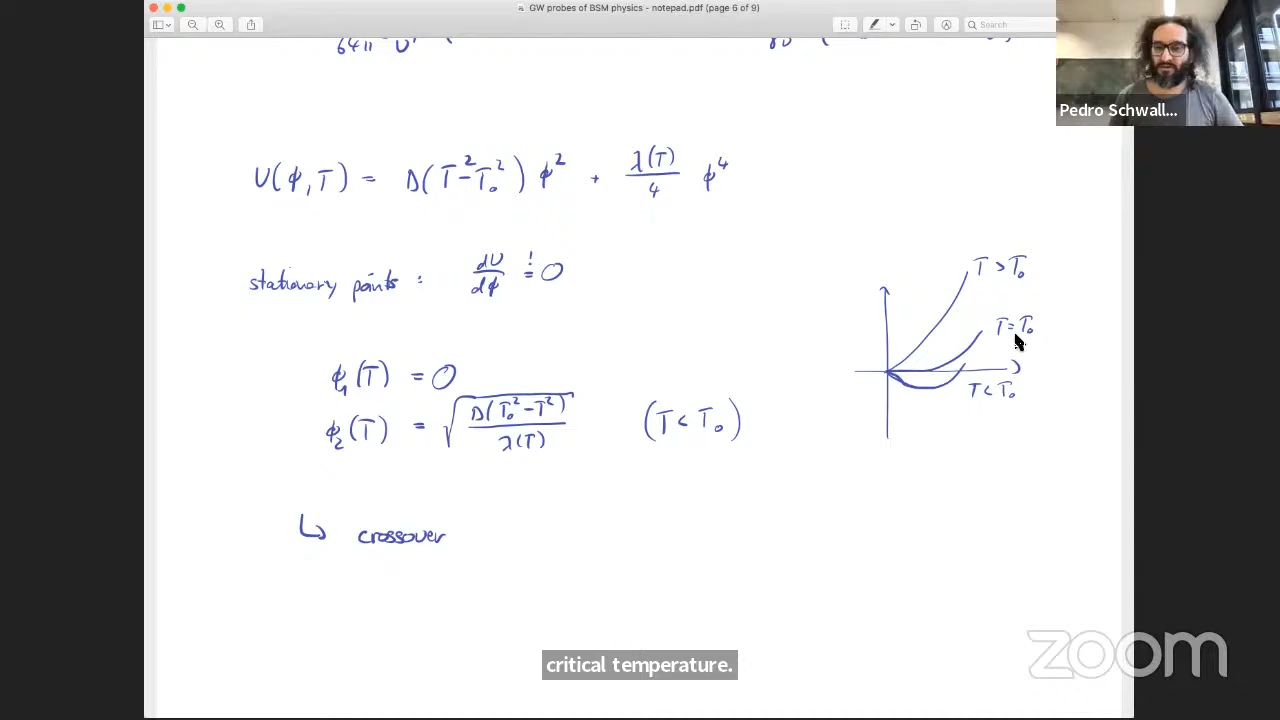 GW probes of BSM physics - notepad.pdf (page 6 of 9)
Search
Pedro Schwall...
U(ϕ,T) = D(T²-T₀²)ϕ² + λ(T)/4 ϕ⁴
stationary points : dU/dϕ != 0
T > T₀
T = T₀
T < T₀
ϕ₁(T) = 0
ϕ₂(T) = √(D(T₀²-T²)/λ(T)) (T < T₀)
↳ crossover
critical temperature.
zoom